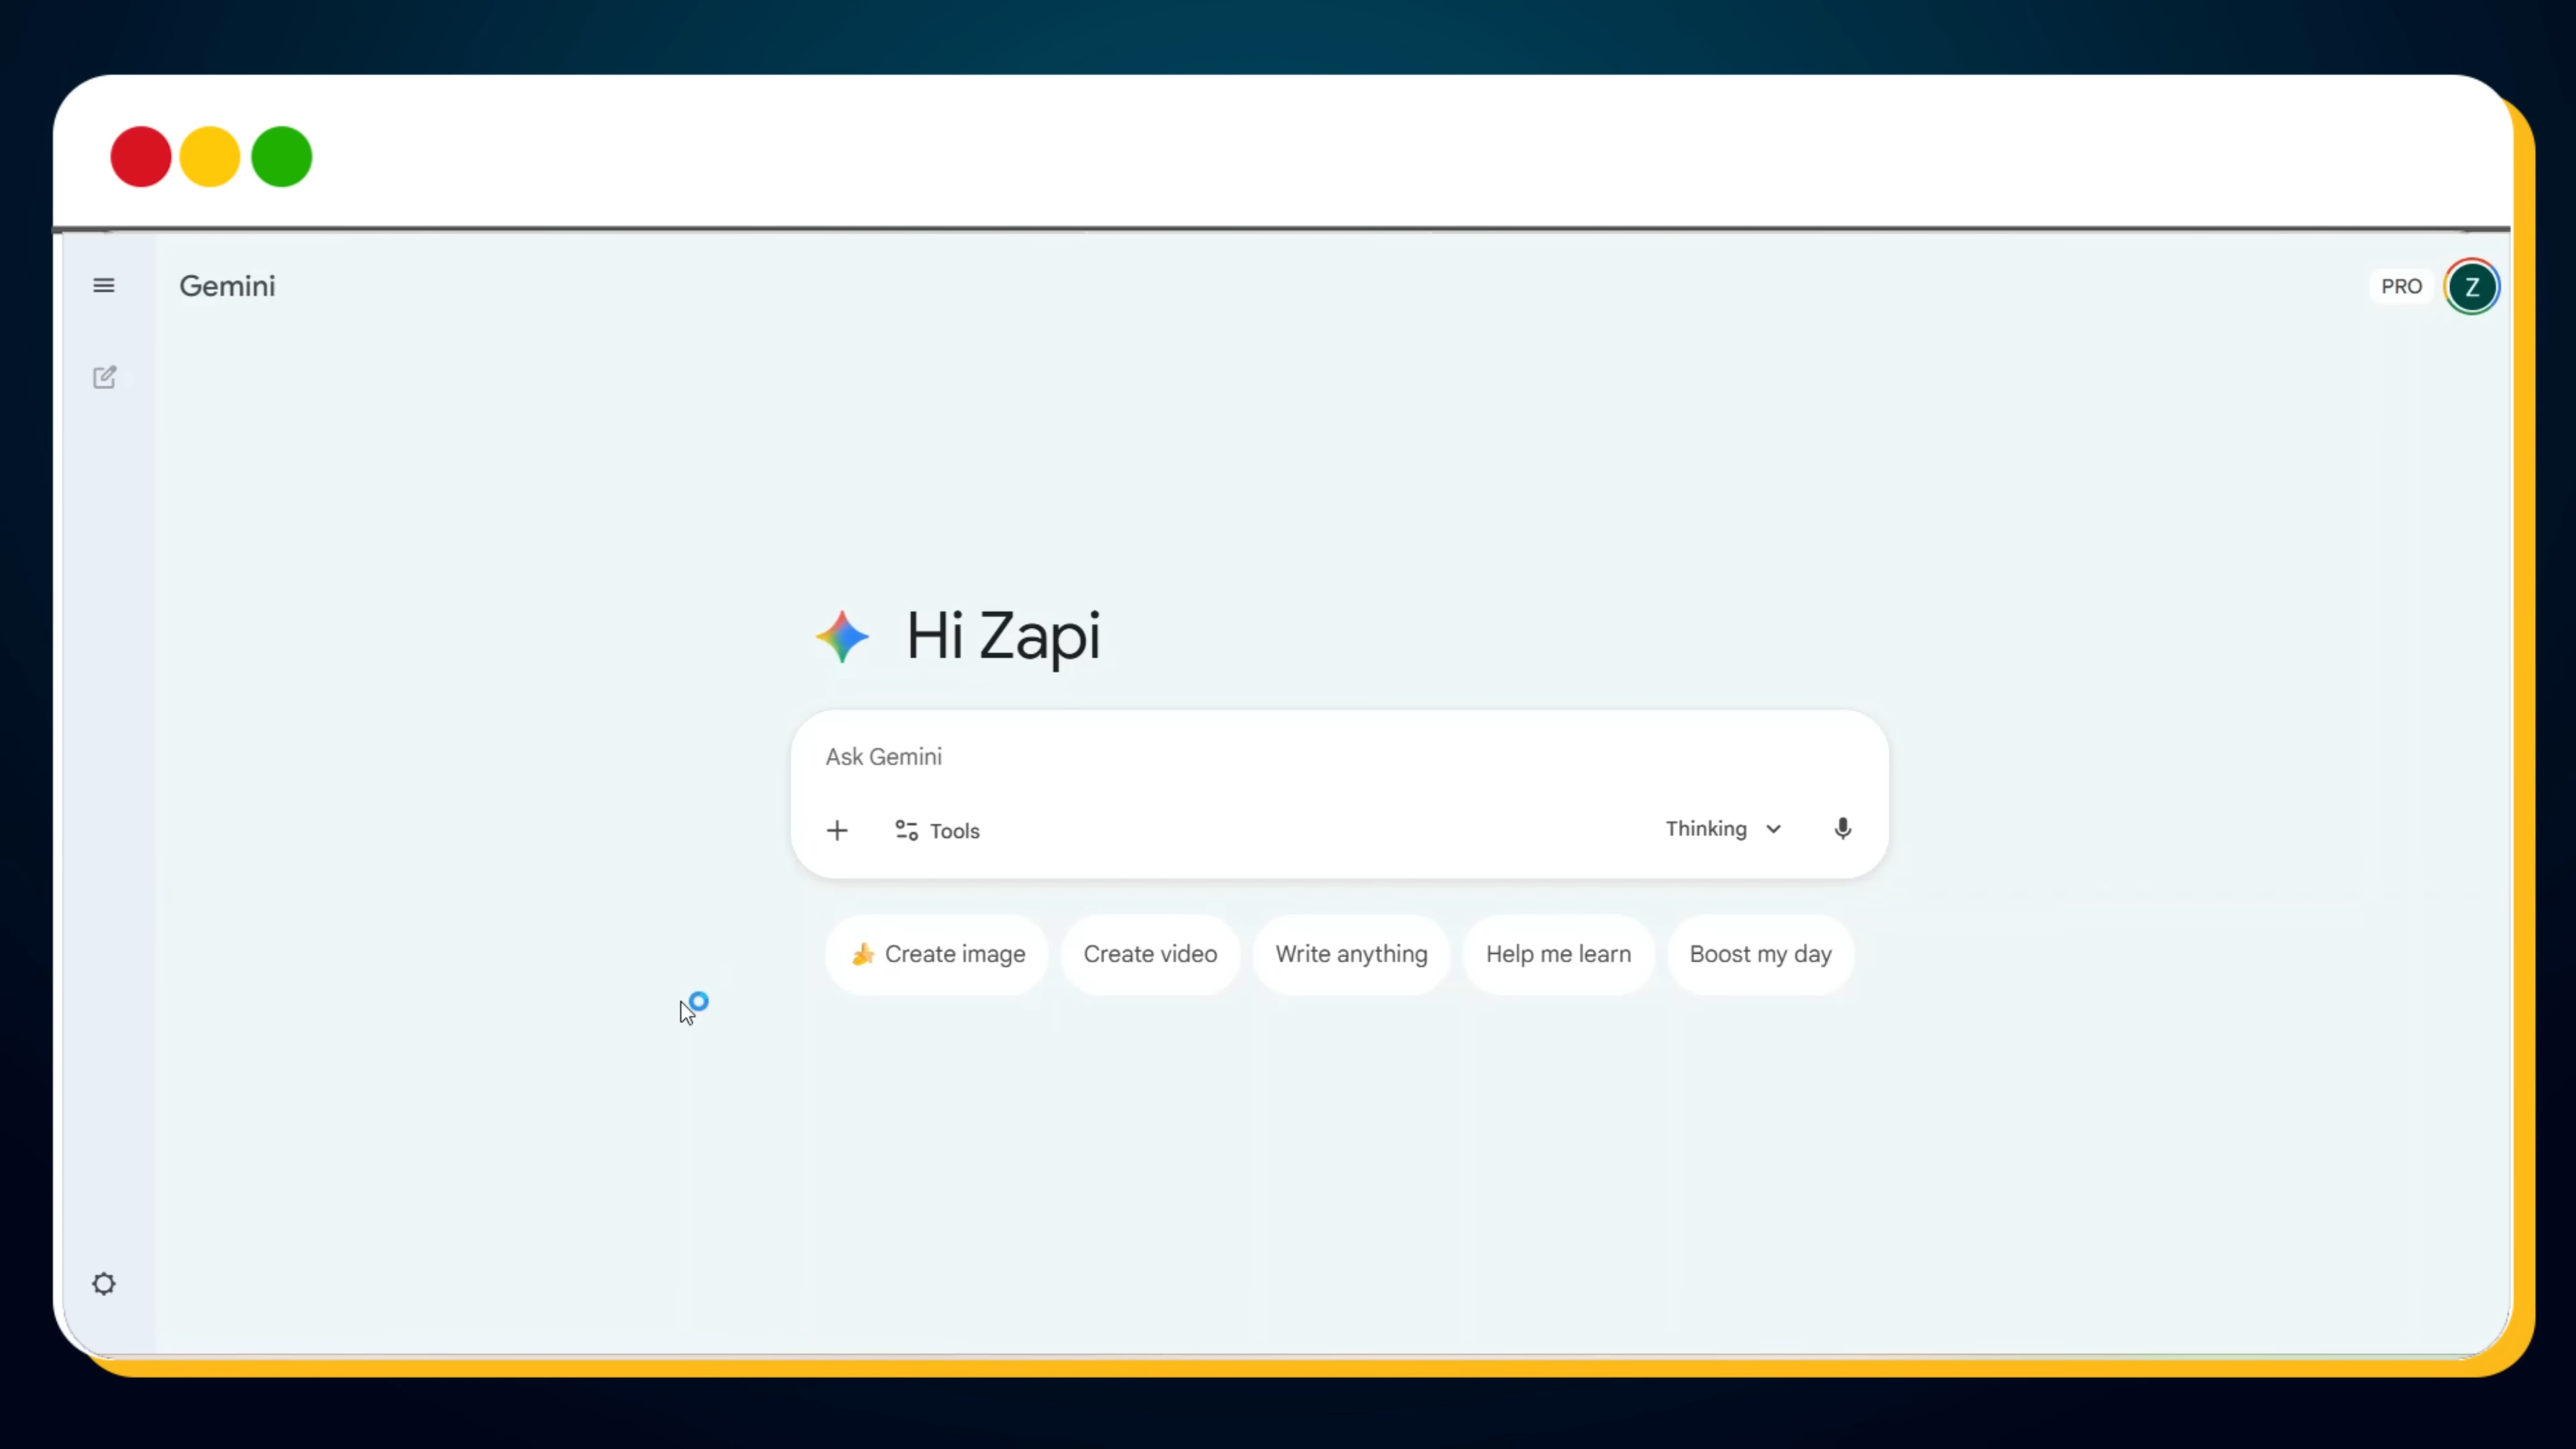 Gemini
PRO
Z
Hi Zapi
Ask Gemini
Tools
Thinking
Create image
Create video
Write anything
Help me learn
Boost my day